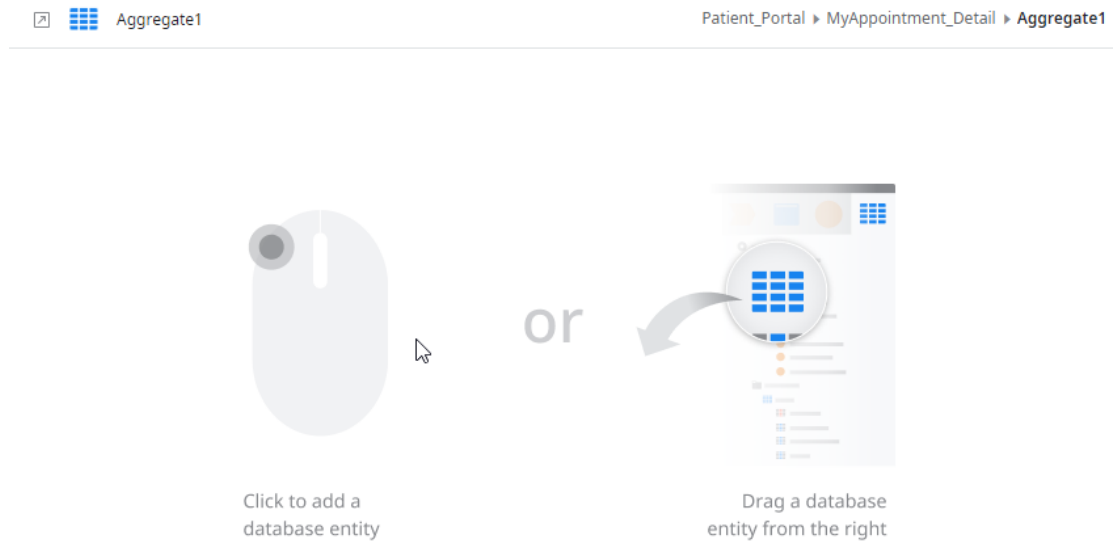 Aggregate1
Patient_Portal ▸ MyAppointment_Detail ▸ Aggregate1
or
Click to add a
database entity
Drag a database
entity from the right